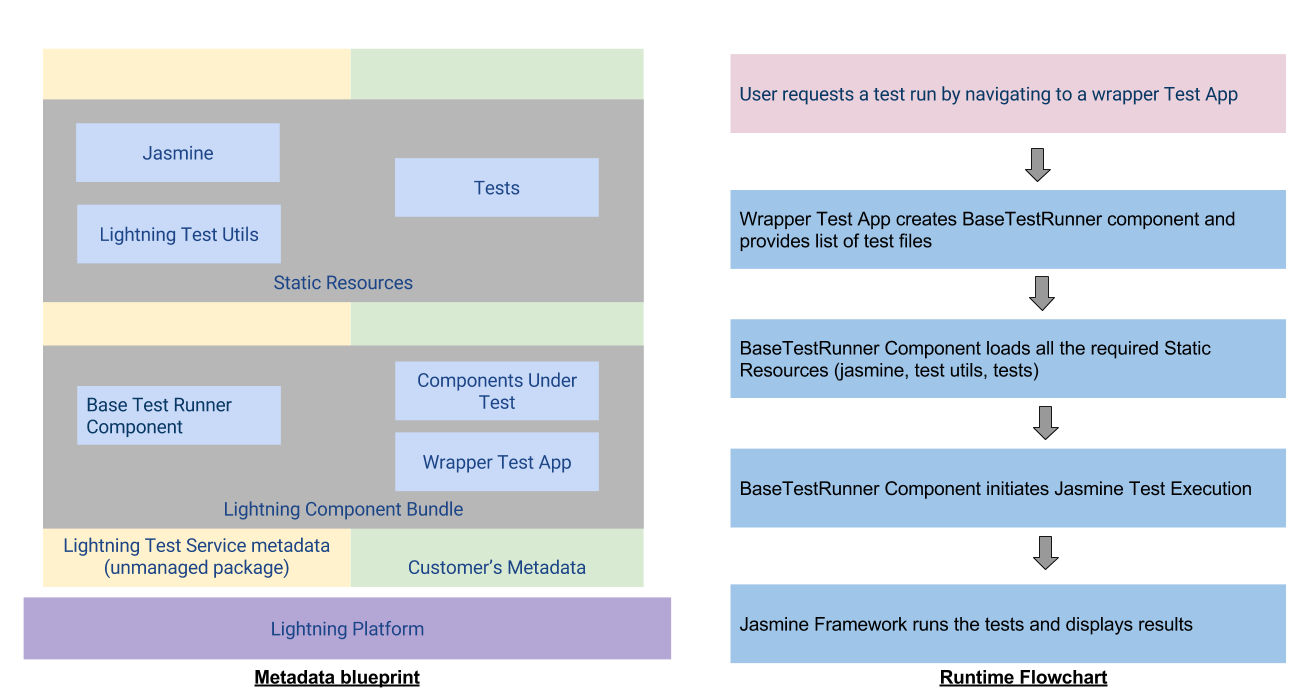 Jasmine
Tests
Lightning Test Utils
Static Resources
Components Under
Test
Base Test Runner
Component
Wrapper Test App
Lightning Component Bundle
Lightning Test Service metadata
(unmanaged package)
Customer's Metadata
Lightning Platform
Metadata blueprint
User requests a test run by navigating to a wrapper Test App
Wrapper Test App creates BaseTestRunner component and
provides list of test files
BaseTestRunner Component loads all the required Static
Resources (jasmine, test utils, tests)
BaseTestRunner Component initiates Jasmine Test Execution
Jasmine Framework runs the tests and displays results
Runtime Flowchart